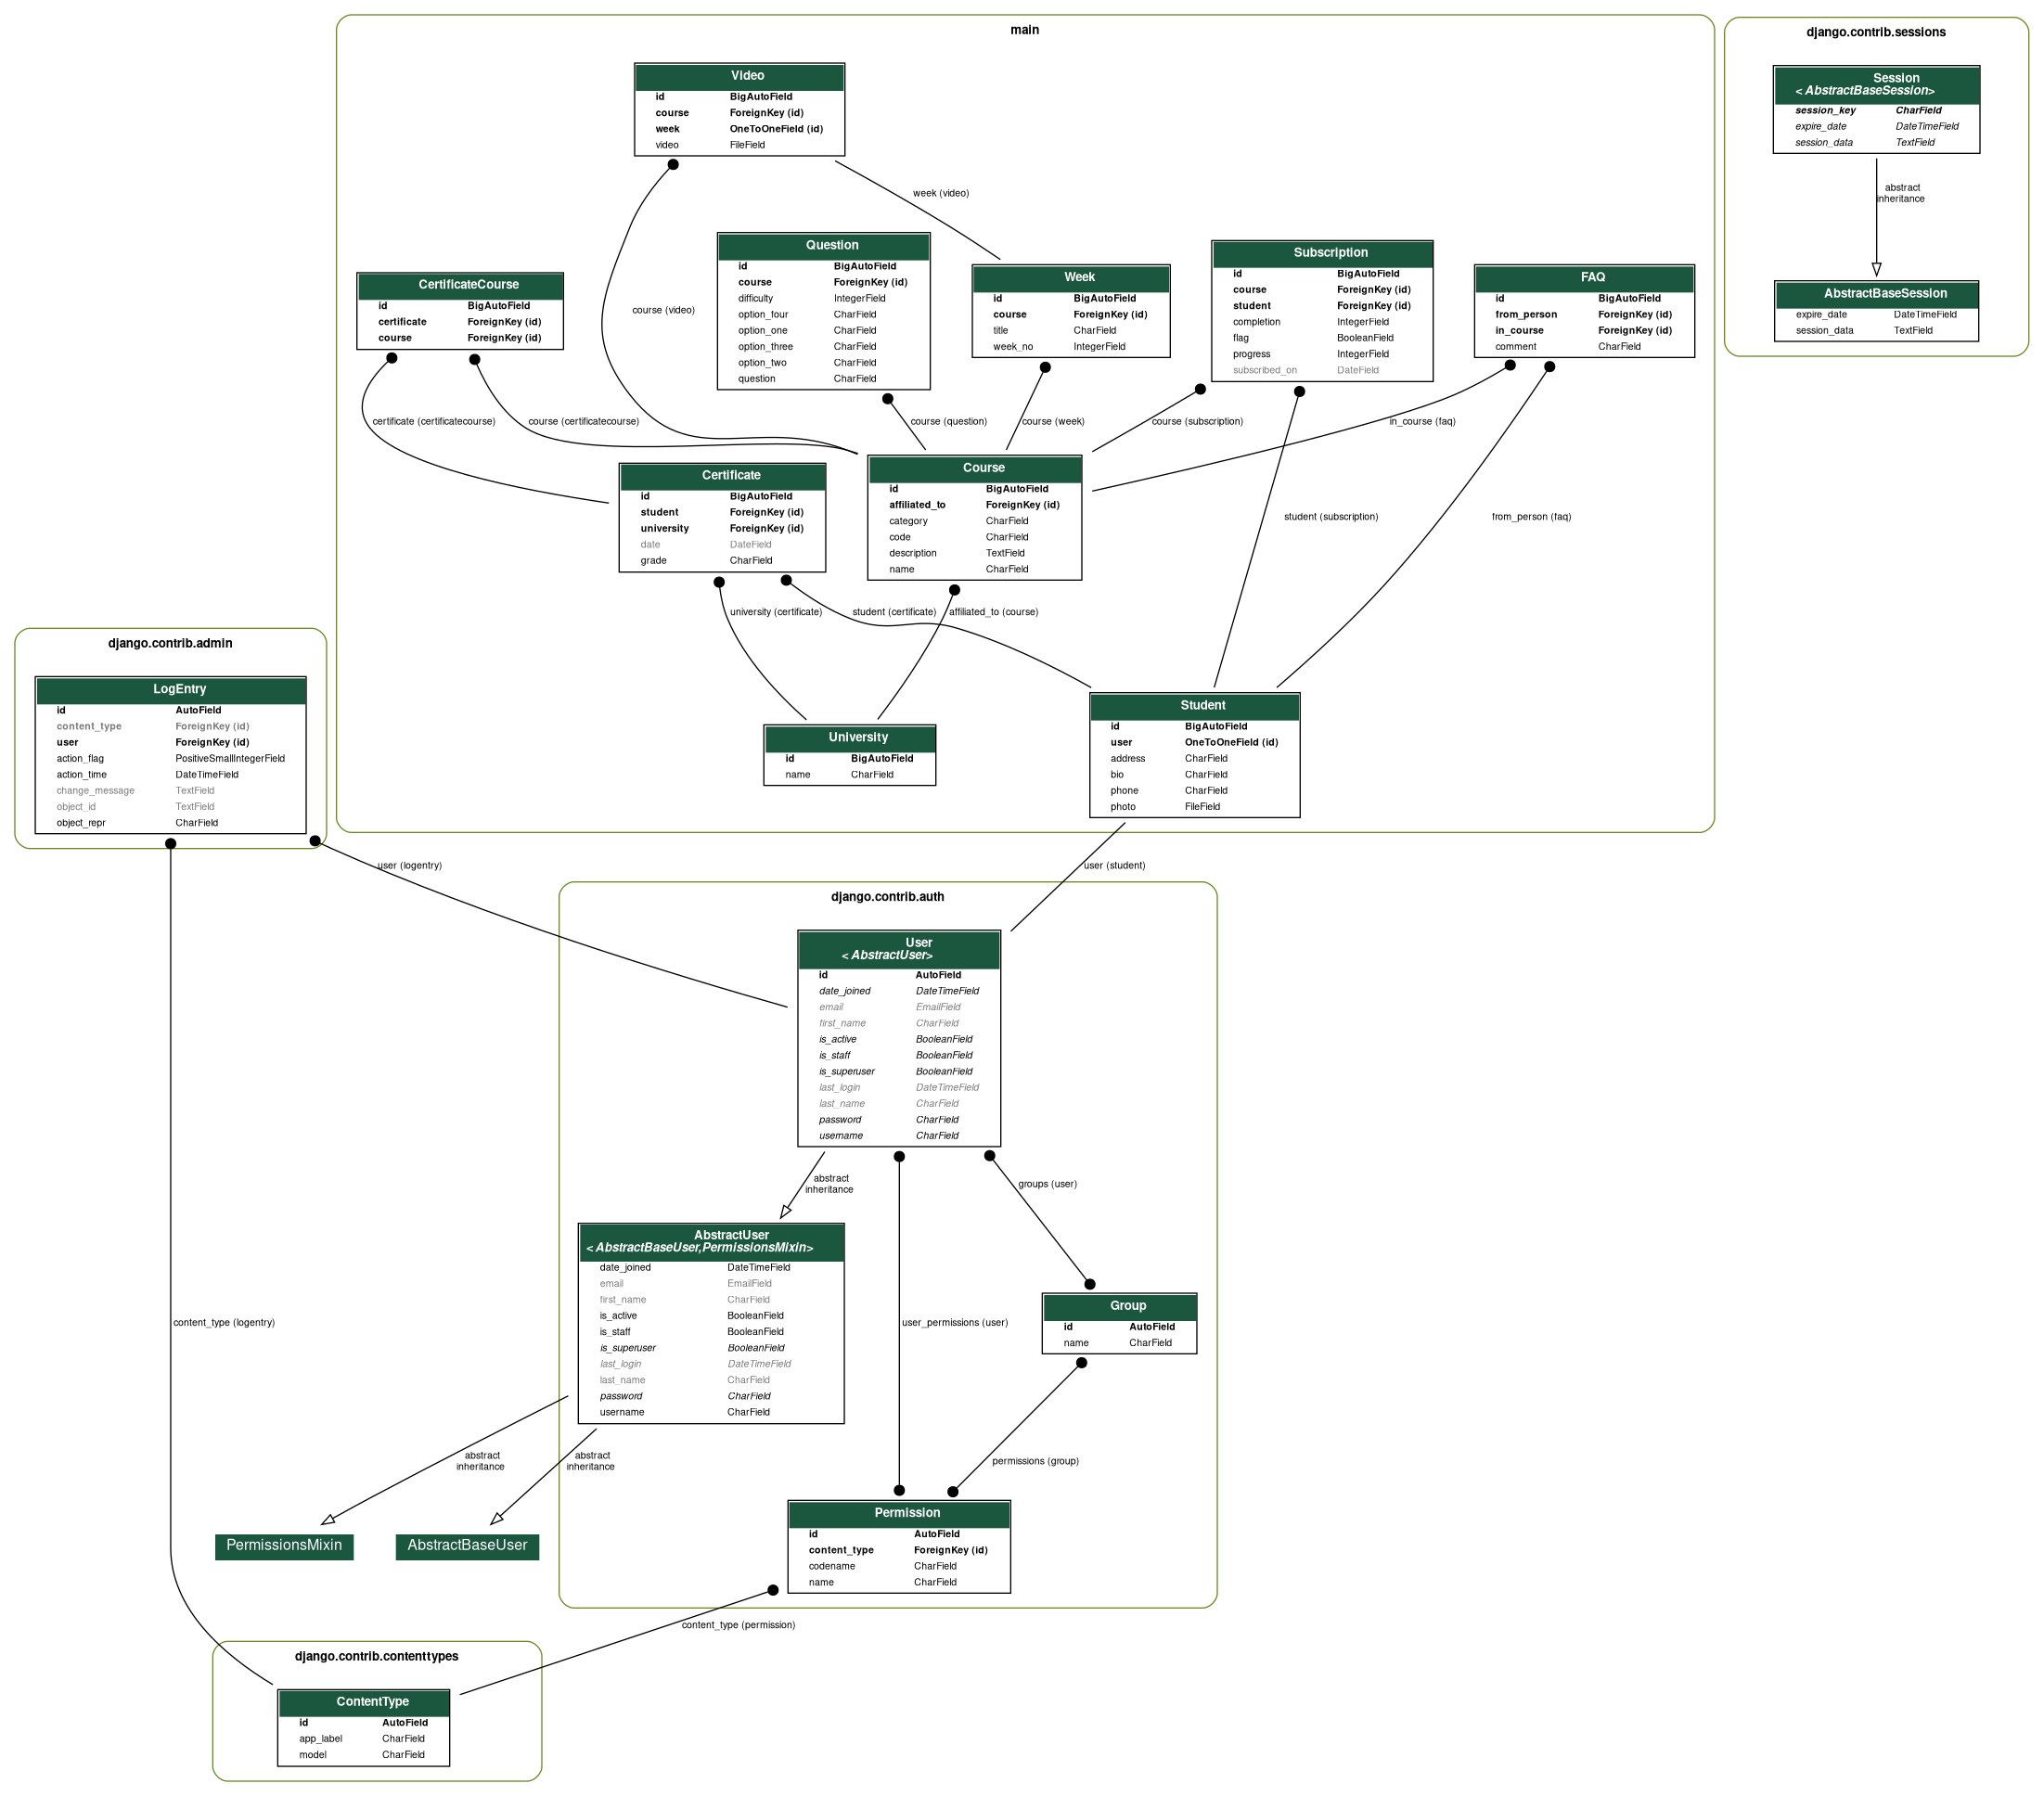 main
Video
id BigAutoField
course ForeignKey (id)
week OneToOneField (id)
video FileField
week (video)
course (video)
Question
id BigAutoField
course ForeignKey (id)
difficulty IntegerField
option_four CharField
option_one CharField
option_three CharField
option_two CharField
question CharField
Week
id BigAutoField
course ForeignKey (id)
title CharField
week_no IntegerField
Subscription
id BigAutoField
course ForeignKey (id)
student ForeignKey (id)
completion IntegerField
flag BooleanField
progress IntegerField
subscribed_on DateField
FAQ
id BigAutoField
from_person ForeignKey (id)
in_course ForeignKey (id)
comment CharField
CertificateCourse
id BigAutoField
certificate ForeignKey (id)
course ForeignKey (id)
certificate (certificatecourse)
course (certificatecourse)
course (question)
course (week)
course (subscription)
in_course (faq)
Certificate
id BigAutoField
student ForeignKey (id)
university ForeignKey (id)
date DateField
grade CharField
Course
id BigAutoField
affiliated_to ForeignKey (id)
category CharField
code CharField
description TextField
name CharField
student (subscription)
from_person (faq)
university (certificate)
student (certificate)
affiliated_to (course)
University
id BigAutoField
name CharField
Student
id BigAutoField
user OneToOneField (id)
address CharField
bio CharField
phone CharField
photo FileField
django.contrib.sessions
Session
< AbstractBaseSession>
session_key CharField
expire_date DateTimeField
session_data TextField
abstract
inheritance
AbstractBaseSession
expire_date DateTimeField
session_data TextField
django.contrib.admin
LogEntry
id AutoField
content_type ForeignKey (id)
user ForeignKey (id)
action_flag PositiveSmallIntegerField
action_time DateTimeField
change_message TextField
object_id TextField
object_repr CharField
user (logentry)
user (student)
django.contrib.auth
User
< AbstractUser>
id AutoField
date_joined DateTimeField
email EmailField
first_name CharField
is_active BooleanField
is_staff BooleanField
is_superuser BooleanField
last_login DateTimeField
last_name CharField
password CharField
username CharField
abstract
inheritance
groups (user)
AbstractUser
< AbstractBaseUser,PermissionsMixin>
date_joined DateTimeField
email EmailField
first_name CharField
is_active BooleanField
is_staff BooleanField
is_superuser BooleanField
last_login DateTimeField
last_name CharField
password CharField
username CharField
user_permissions (user)
Group
id AutoField
name CharField
content_type (logentry)
abstract
inheritance
abstract
inheritance
permissions (group)
PermissionsMixin
AbstractBaseUser
Permission
id AutoField
content_type ForeignKey (id)
codename CharField
name CharField
content_type (permission)
django.contrib.contenttypes
ContentType
id AutoField
app_label CharField
model CharField